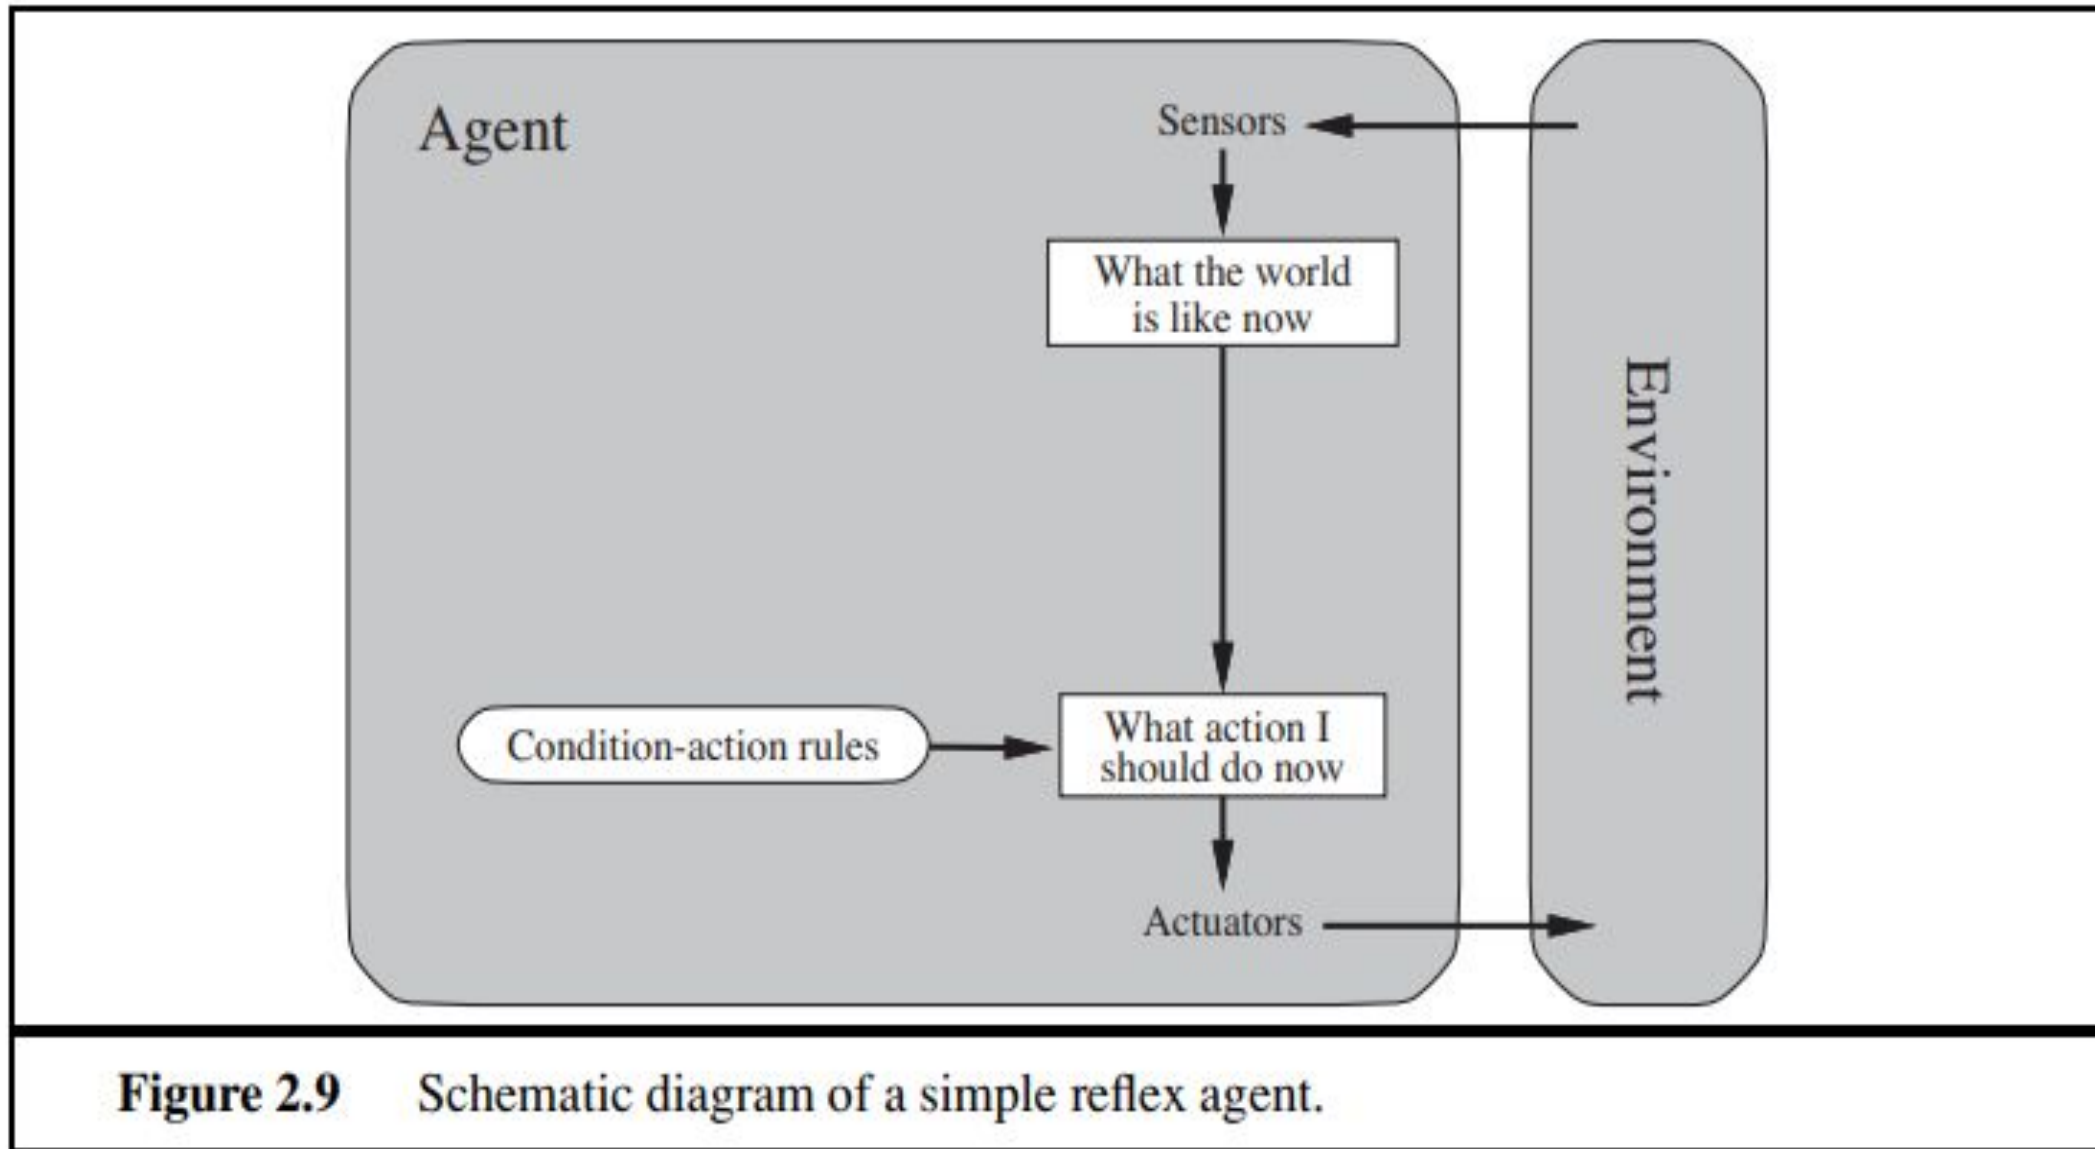 Agent
Sensors
What the world
is like now
Environment
Condition-action rules
What action I
should do now
Actuators
Figure 2.9 Schematic diagram of a simple reflex agent.